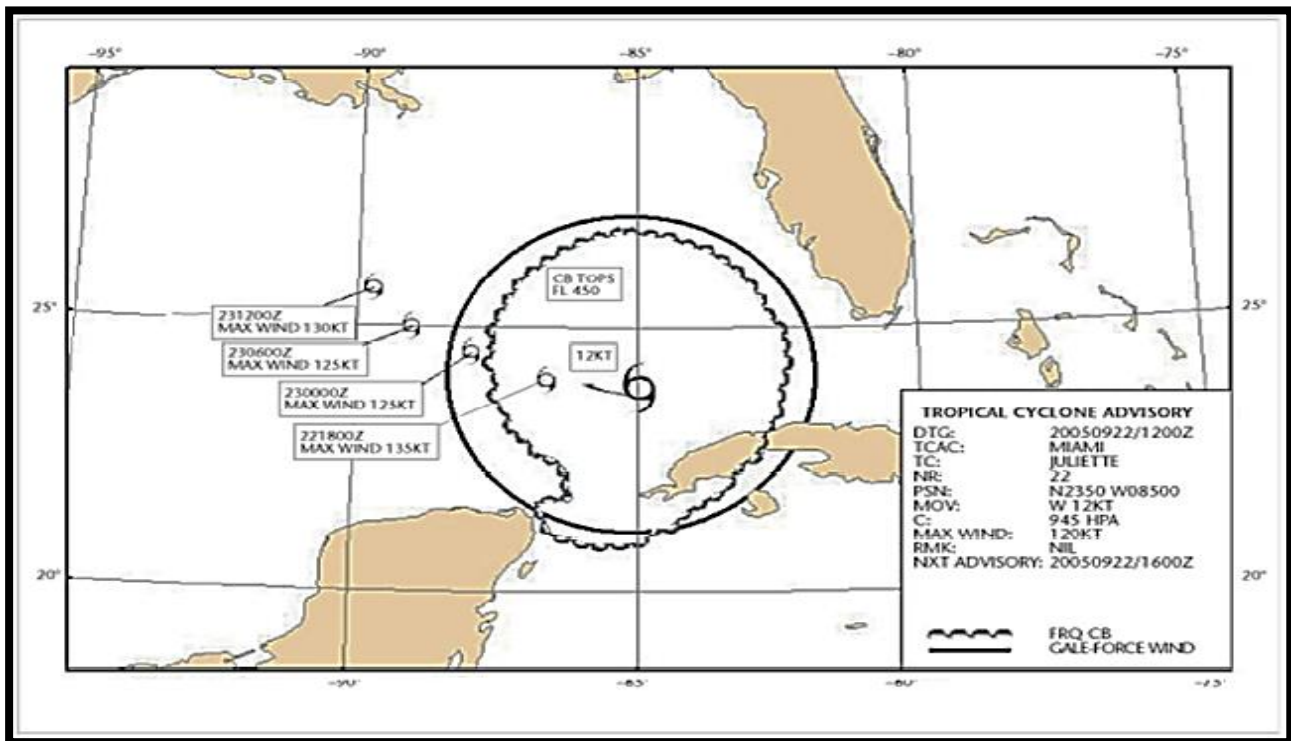 -95°
-90°
-85°
-80°
-75°
25°
25°
CB TOPS
FL 450
231200Z
MAX WIND 130KT
230600Z
MAX WIND 125KT
12KT
230000Z
MAX WIND 125KT
221800Z
MAX WIND 135KT
TROPICAL CYCLONE ADVISORY
DTG: 20050922/1200Z
TCAC: MIAMI
TC: JULIETTE
NR: 22
PSN: N2350 W08500
MOV: W 12KT
C: 945 HPA
MAX WIND: 120KT
RMK: NIL
NXT ADVISORY: 20050922/1600Z
20°
20°
FRQ CB
GALE-FORCE WIND
-90°
-85°
-80°
-75°